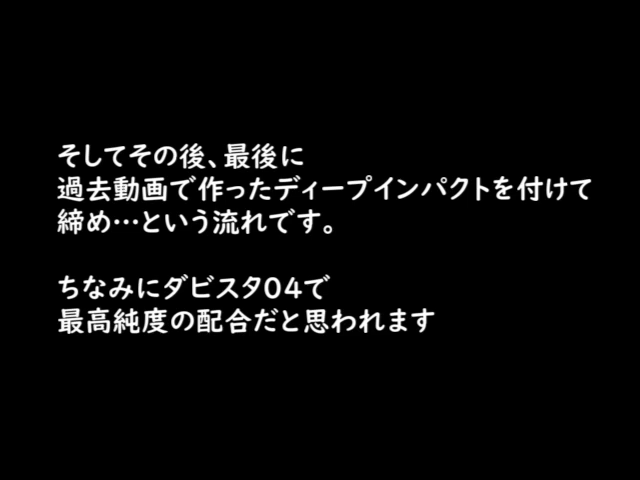 そしてその後、最後に
過去動画で作ったディープインパクトを付けて
締め…という流れです。
ちなみにダビスタ04で
最高純度の配合だと思われます